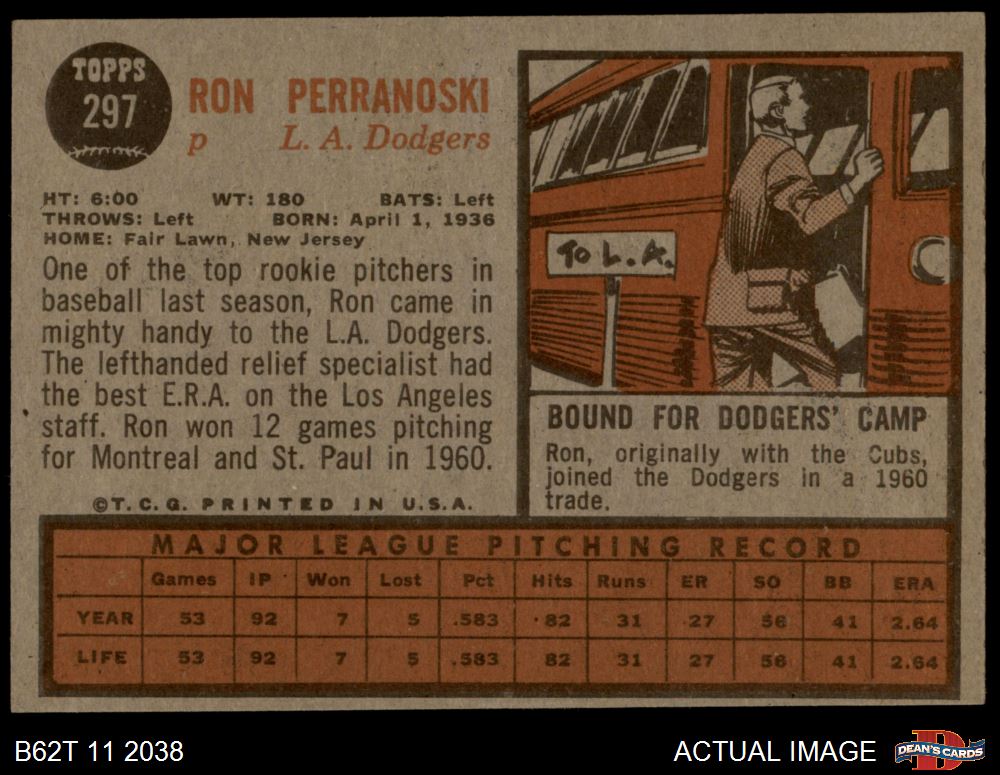 TOPPS
297
RON PERRANOSKI
p L. A. Dodgers
HT: 6:00 WT: 180 BATS: Left
THROWS: Left BORN: April 1, 1936
HOME: Fair Lawn, New Jersey
One of the top rookie pitchers in
baseball last season, Ron came in
mighty handy to the L.A. Dodgers.
The lefthanded relief specialist had
the best E.R.A. on the Los Angeles
staff. Ron won 12 games pitching
for Montreal and St. Paul in 1960.
©T. C. G. PRINTED IN U.S.A.
TO L.A.
BOUND FOR DODGERS' CAMP
Ron, originally with the Cubs,
joined the Dodgers in a 1960
trade.
MAJOR LEAGUE PITCHING RECORD
Games IP Won Lost Pct Hits Runs ER SO BB ERA
YEAR 53 92 7 5 .583 82 31 27 56 41 2.64
LIFE 53 92 7 5 .583 82 31 27 56 41 2.64
B62T 11 2038 ACTUAL IMAGE
D
DEAN'S CARDS